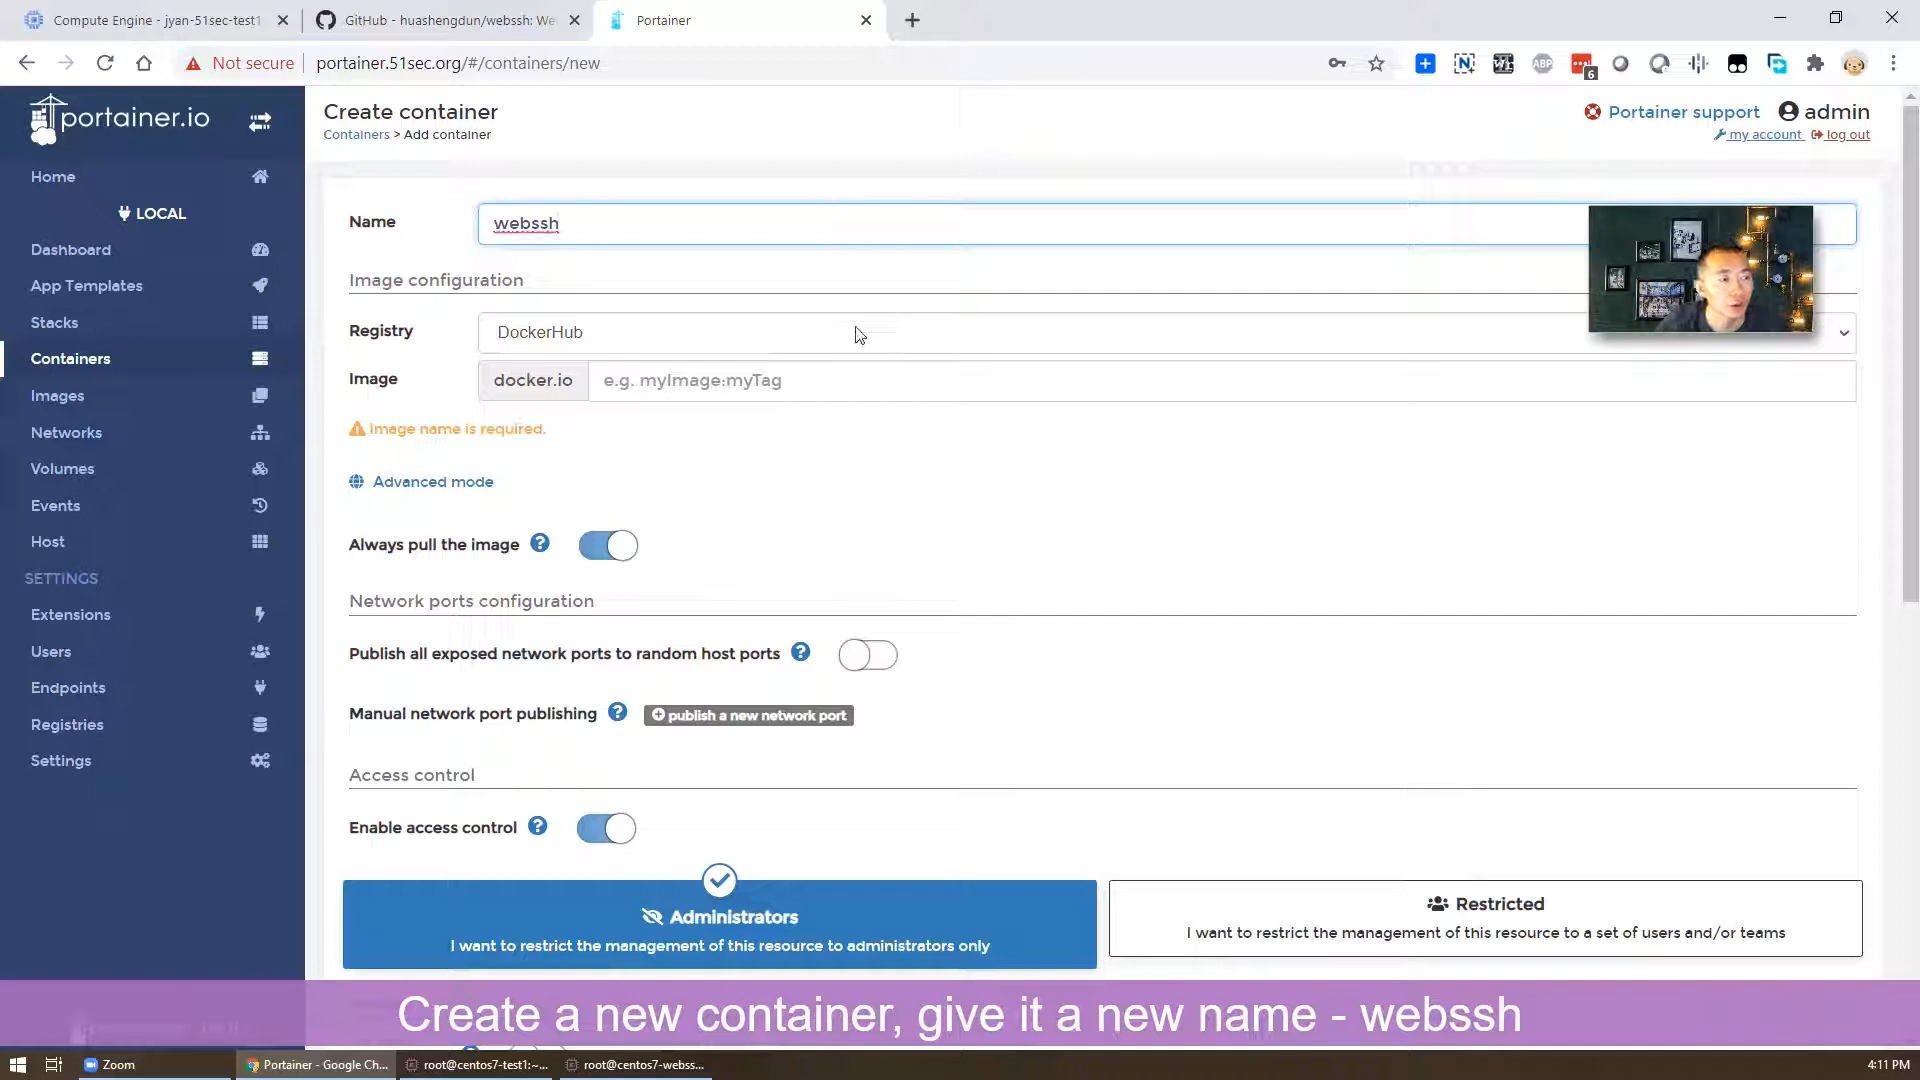 Compute Engine - jyan-51sec-test1
GitHub - huashengdun/webssh: We
Portainer
Not secure
portainer.51sec.org/#/containers/new
ABP
6
portainer.io
Create container
Containers > Add container
Portainer support
admin
my account
log out
Home
LOCAL
Dashboard
App Templates
Stacks
Containers
Images
Networks
Volumes
Events
Host
SETTINGS
Extensions
Users
Endpoints
Registries
Settings
Name
webssh
Image configuration
Registry
DockerHub
Image
docker.io
e.g. myImage:myTag
Image name is required.
Advanced mode
Always pull the image
Network ports configuration
Publish all exposed network ports to random host ports
Manual network port publishing
publish a new network port
Access control
Enable access control
Administrators
I want to restrict the management of this resource to administrators only
Restricted
I want to restrict the management of this resource to a set of users and/or teams
Create a new container, give it a new name - webssh
Zoom
Portainer - Google Ch...
root@centos7-test1:~...
root@centos7-webss...
4:11 PM